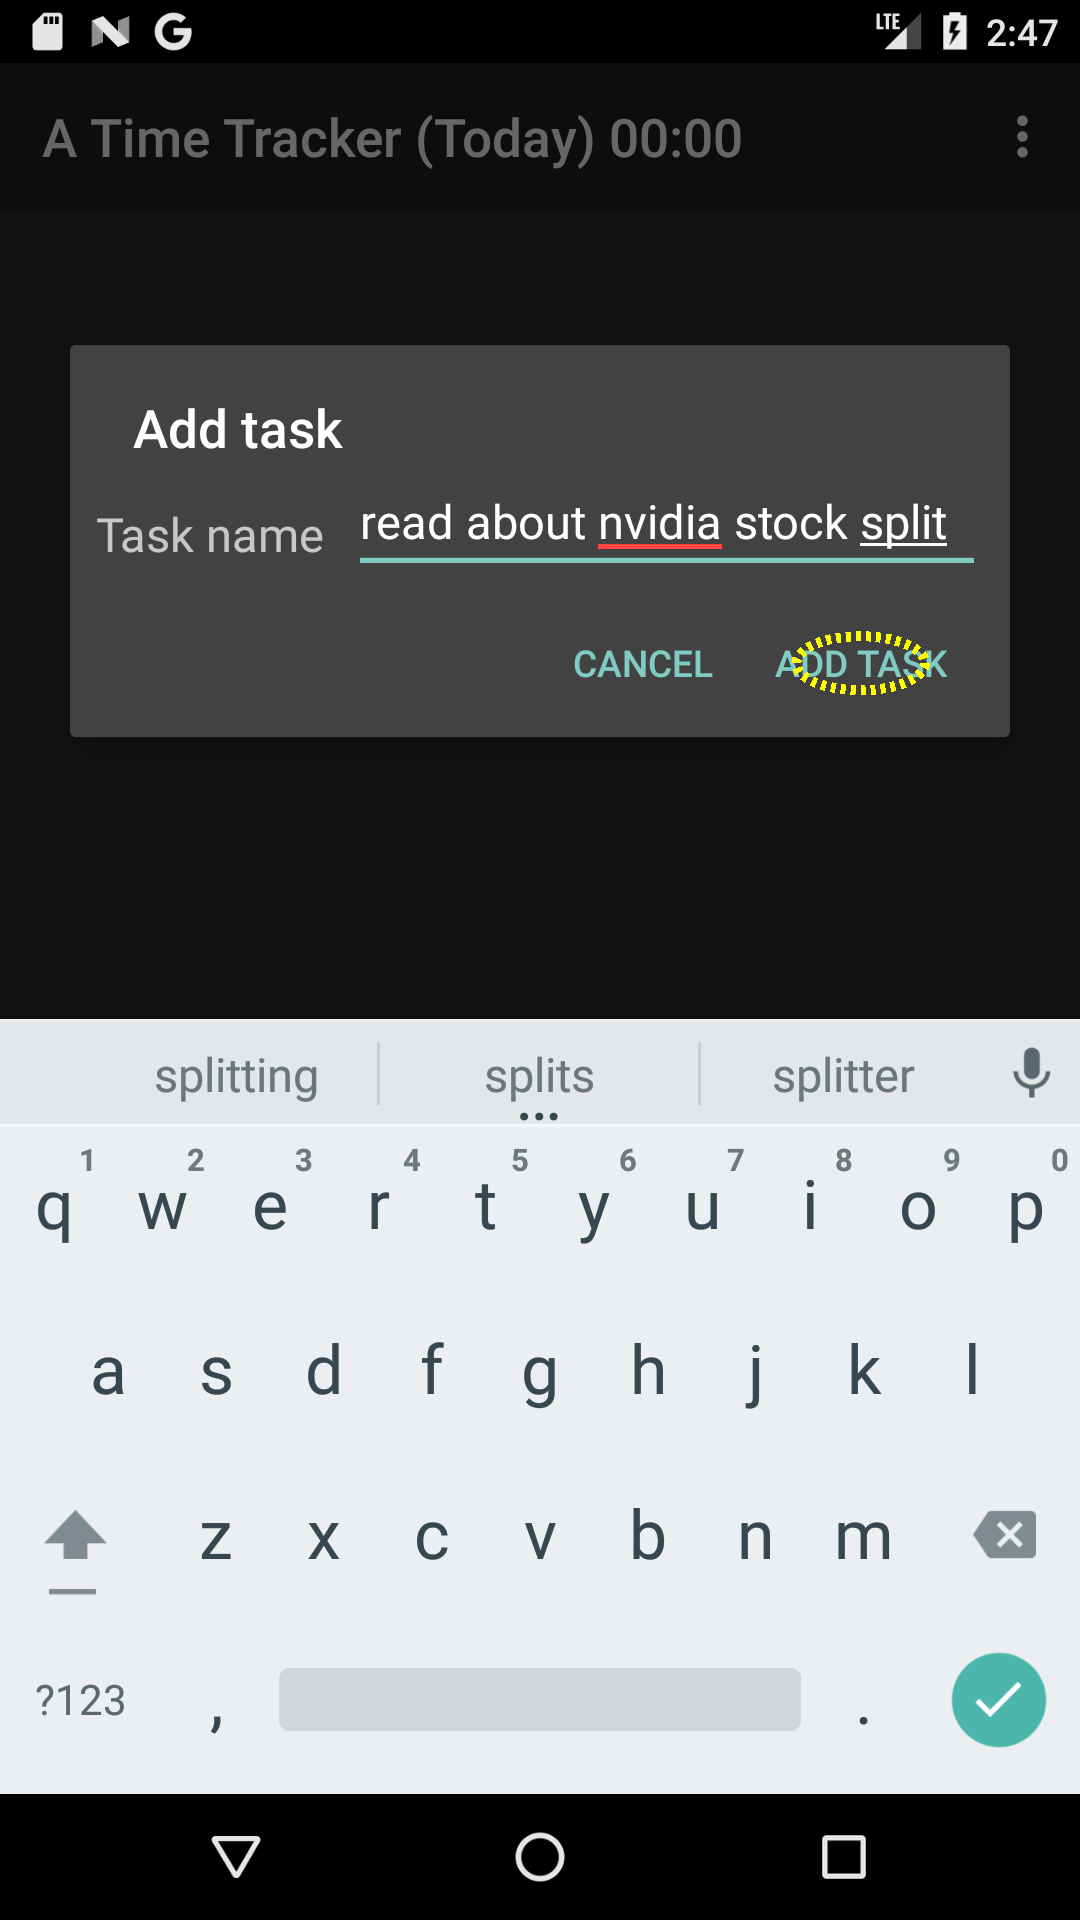 LTE 2:47
A Time Tracker (Today) 00:00
Add task
Task name read about nvidia stock split
CANCEL ADD TASK
splitting splits splitter
1 2 3 4 5 6 7 8 9 0
q w e r t y u i o p
a s d f g h j k l
z x c v b n m
?123 , .